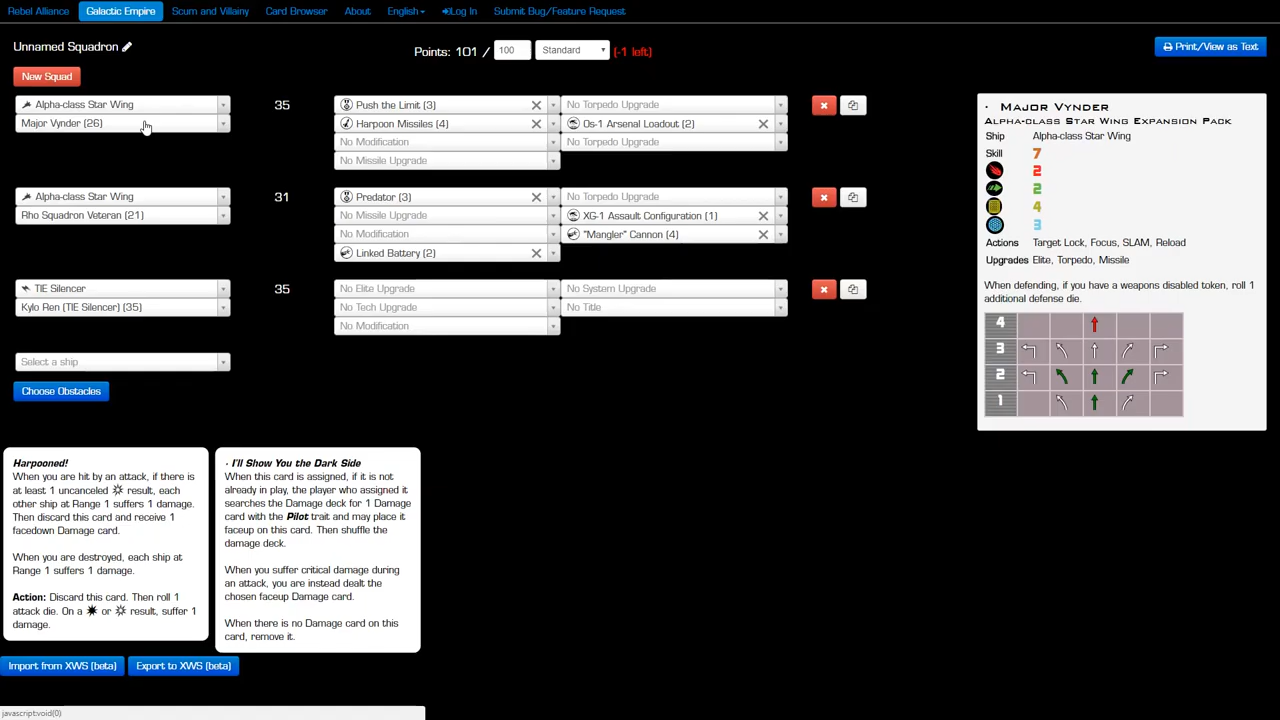 Rebel Alliance Galactic Empire Scum and Villainy Card Browser About English Log In Submit Bug/Feature Request
Unnamed Squadron Points: 101 / 100 Standard (-1 left) Print/View as Text
New Squad
Alpha-class Star Wing 35 Push the Limit (3) No Torpedo Upgrade
Major Vynder (26) Harpoon Missiles (4) Os-1 Arsenal Loadout (2)
No Modification No Torpedo Upgrade
No Missile Upgrade
Alpha-class Star Wing 31 Predator (3) No Torpedo Upgrade
Rho Squadron Veteran (21) No Missile Upgrade XG-1 Assault Configuration (1)
No Modification "Mangler" Cannon (4)
Linked Battery (2)
TIE Silencer 35 No Elite Upgrade No System Upgrade
Kylo Ren (TIE Silencer) (35) No Tech Upgrade No Title
No Modification
Select a ship
Choose Obstacles
· Major Vynder
Alpha-class Star Wing Expansion Pack
Ship Alpha-class Star Wing
Skill 7
2
2
4
3
Actions Target Lock, Focus, SLAM, Reload
Upgrades Elite, Torpedo, Missile
When defending, if you have a weapons disabled token, roll 1
additional defense die.
4
3
2
1
Harpooned!
When you are hit by an attack, if there is
at least 1 uncanceled result, each
other ship at Range 1 suffers 1 damage.
Then discard this card and receive 1
facedown Damage card.
When you are destroyed, each ship at
Range 1 suffers 1 damage.
Action: Discard this card. Then roll 1
attack die. On a or result, suffer 1
damage.
· I'll Show You the Dark Side
When this card is assigned, if it is not
already in play, the player who assigned it
searches the Damage deck for 1 Damage
card with the Pilot trait and may place it
faceup on this card. Then shuffle the
damage deck.
When you suffer critical damage during
an attack, you are instead dealt the
chosen faceup Damage card.
When there is no Damage card on this
card, remove it.
Import from XWS (beta) Export to XWS (beta)
javascript:void(0)